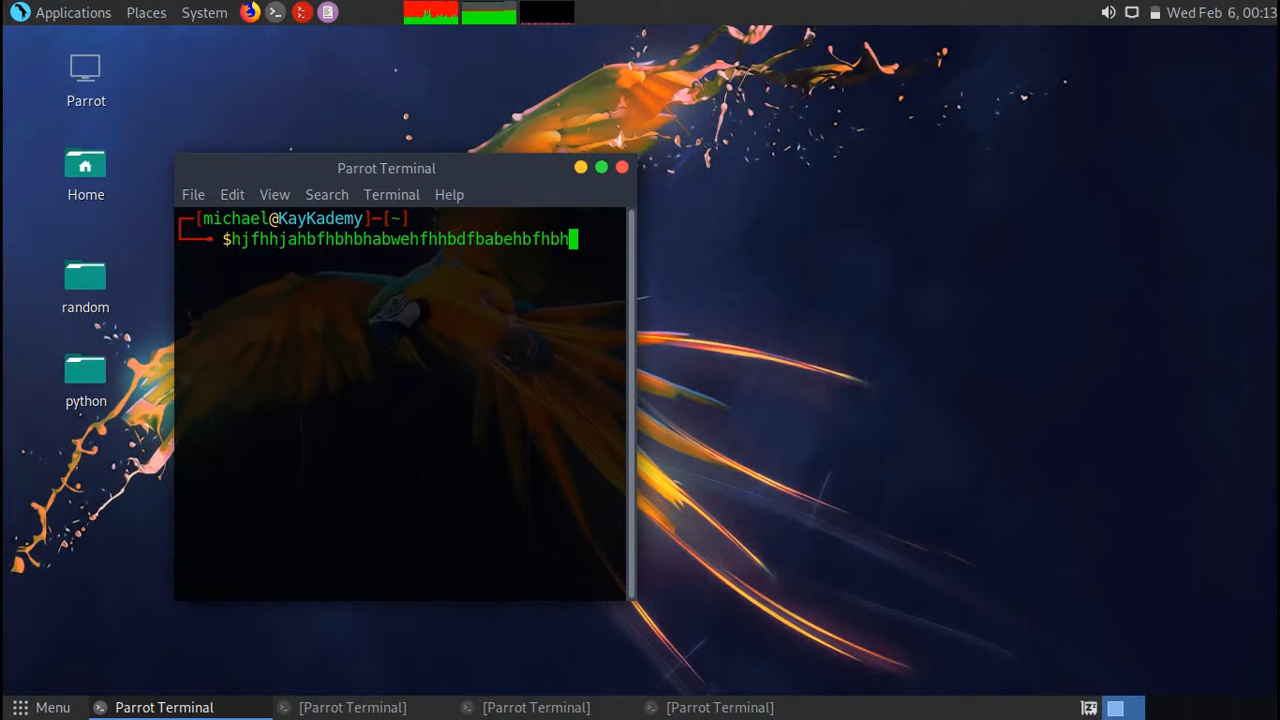 Applications Places System Wed Feb 6, 00:13
Parrot
Home
random
python
Parrot Terminal
File Edit View Search Terminal Help
┌─[michael@KayKademy]─[~]
└──╼ $hjfhhjahbfhbhbhabwehfhhbdfbabehbfhbh
Menu Parrot Terminal [Parrot Terminal] [Parrot Terminal] [Parrot Terminal]